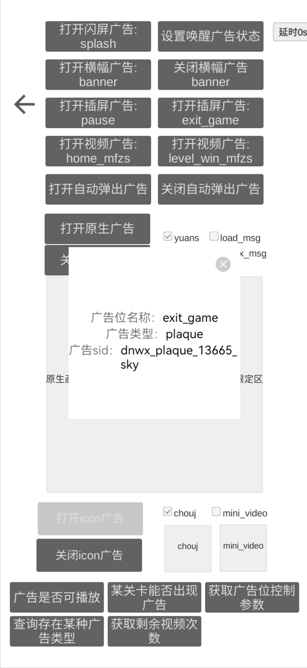 打开闪屏广告:
splash
设置唤醒广告状态
延时0s
打开横幅广告:
banner
关闭横幅广告
banner
打开插屏广告:
pause
打开插屏广告:
exit_game
打开视频广告:
home_mfzs
打开视频广告:
level_win_mfzs
打开自动弹出广告
关闭自动弹出广告
打开原生广告
yuans
load_msg
关
x_msg
广告位名称: exit_game
广告类型: plaque
广告sid: dnwx_plaque_13665_
sky
原生
限定区
打开icon广告
chouj
mini_video
关闭icon广告
chouj
mini_video
广告是否可播放
某关卡能否出现
广告
获取广告位控制
参数
查询存在某种广
告类型
获取剩余视频次
数